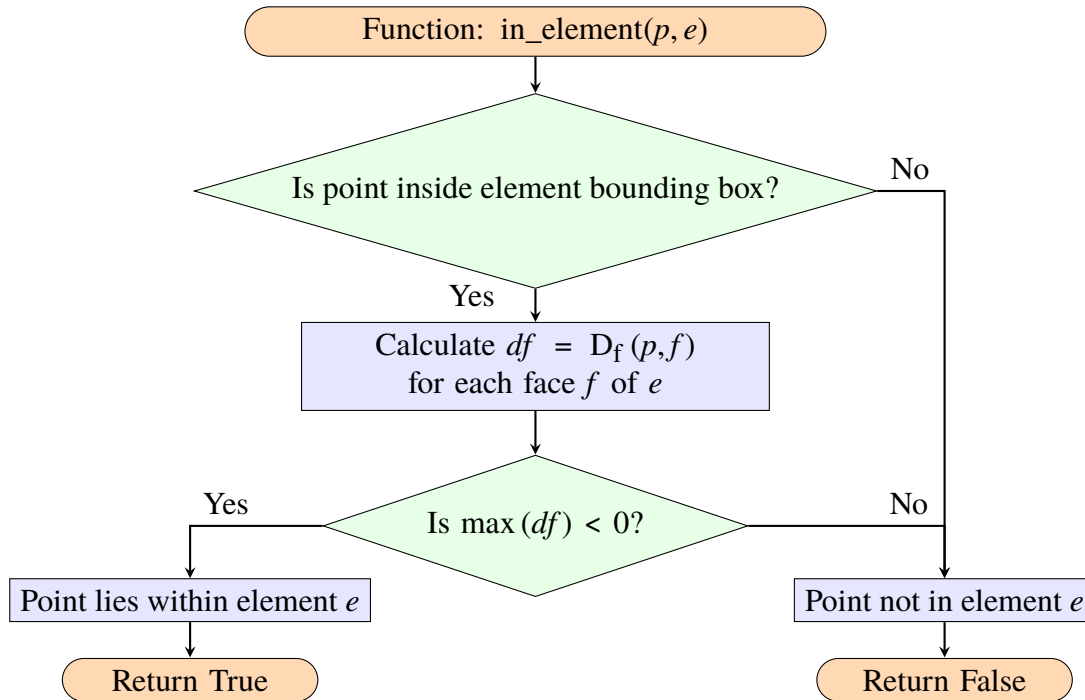 Function: in_element(p, e)
Is point inside element bounding box?
No
Yes
Calculate df = D_f (p, f)
for each face f of e
Yes
Is max (df) < 0?
No
Point lies within element e
Point not in element e
Return True
Return False